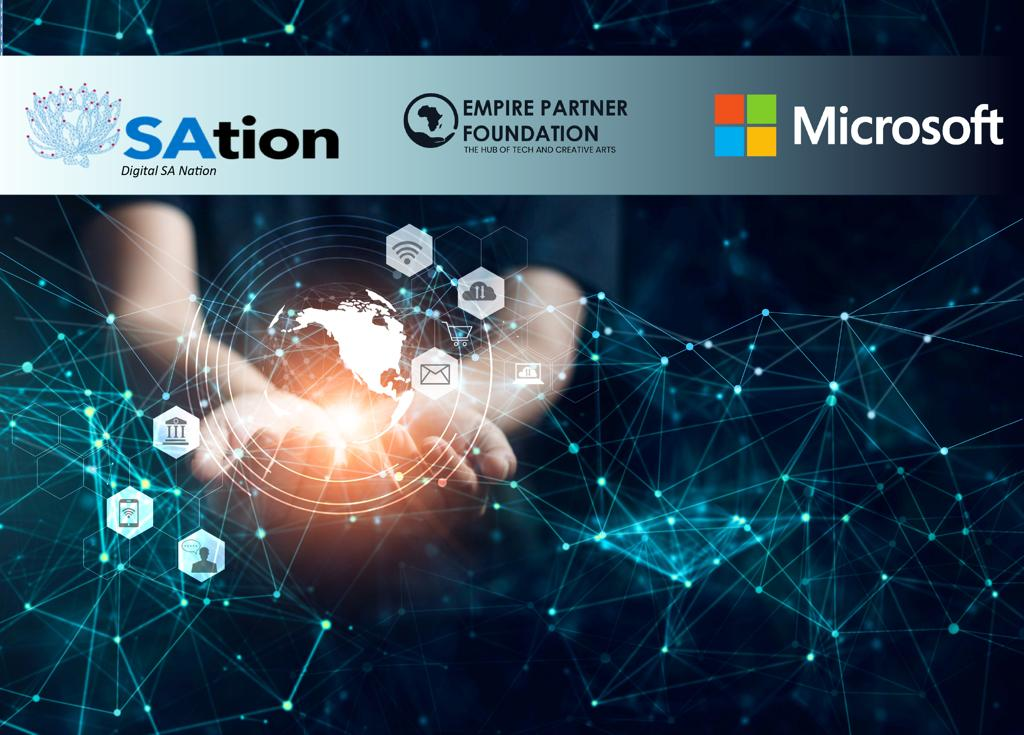 SAtion
Digital SA Nation
EMPIRE PARTNER
FOUNDATION
THE HUB OF TECH AND CREATIVE ARTS
Microsoft